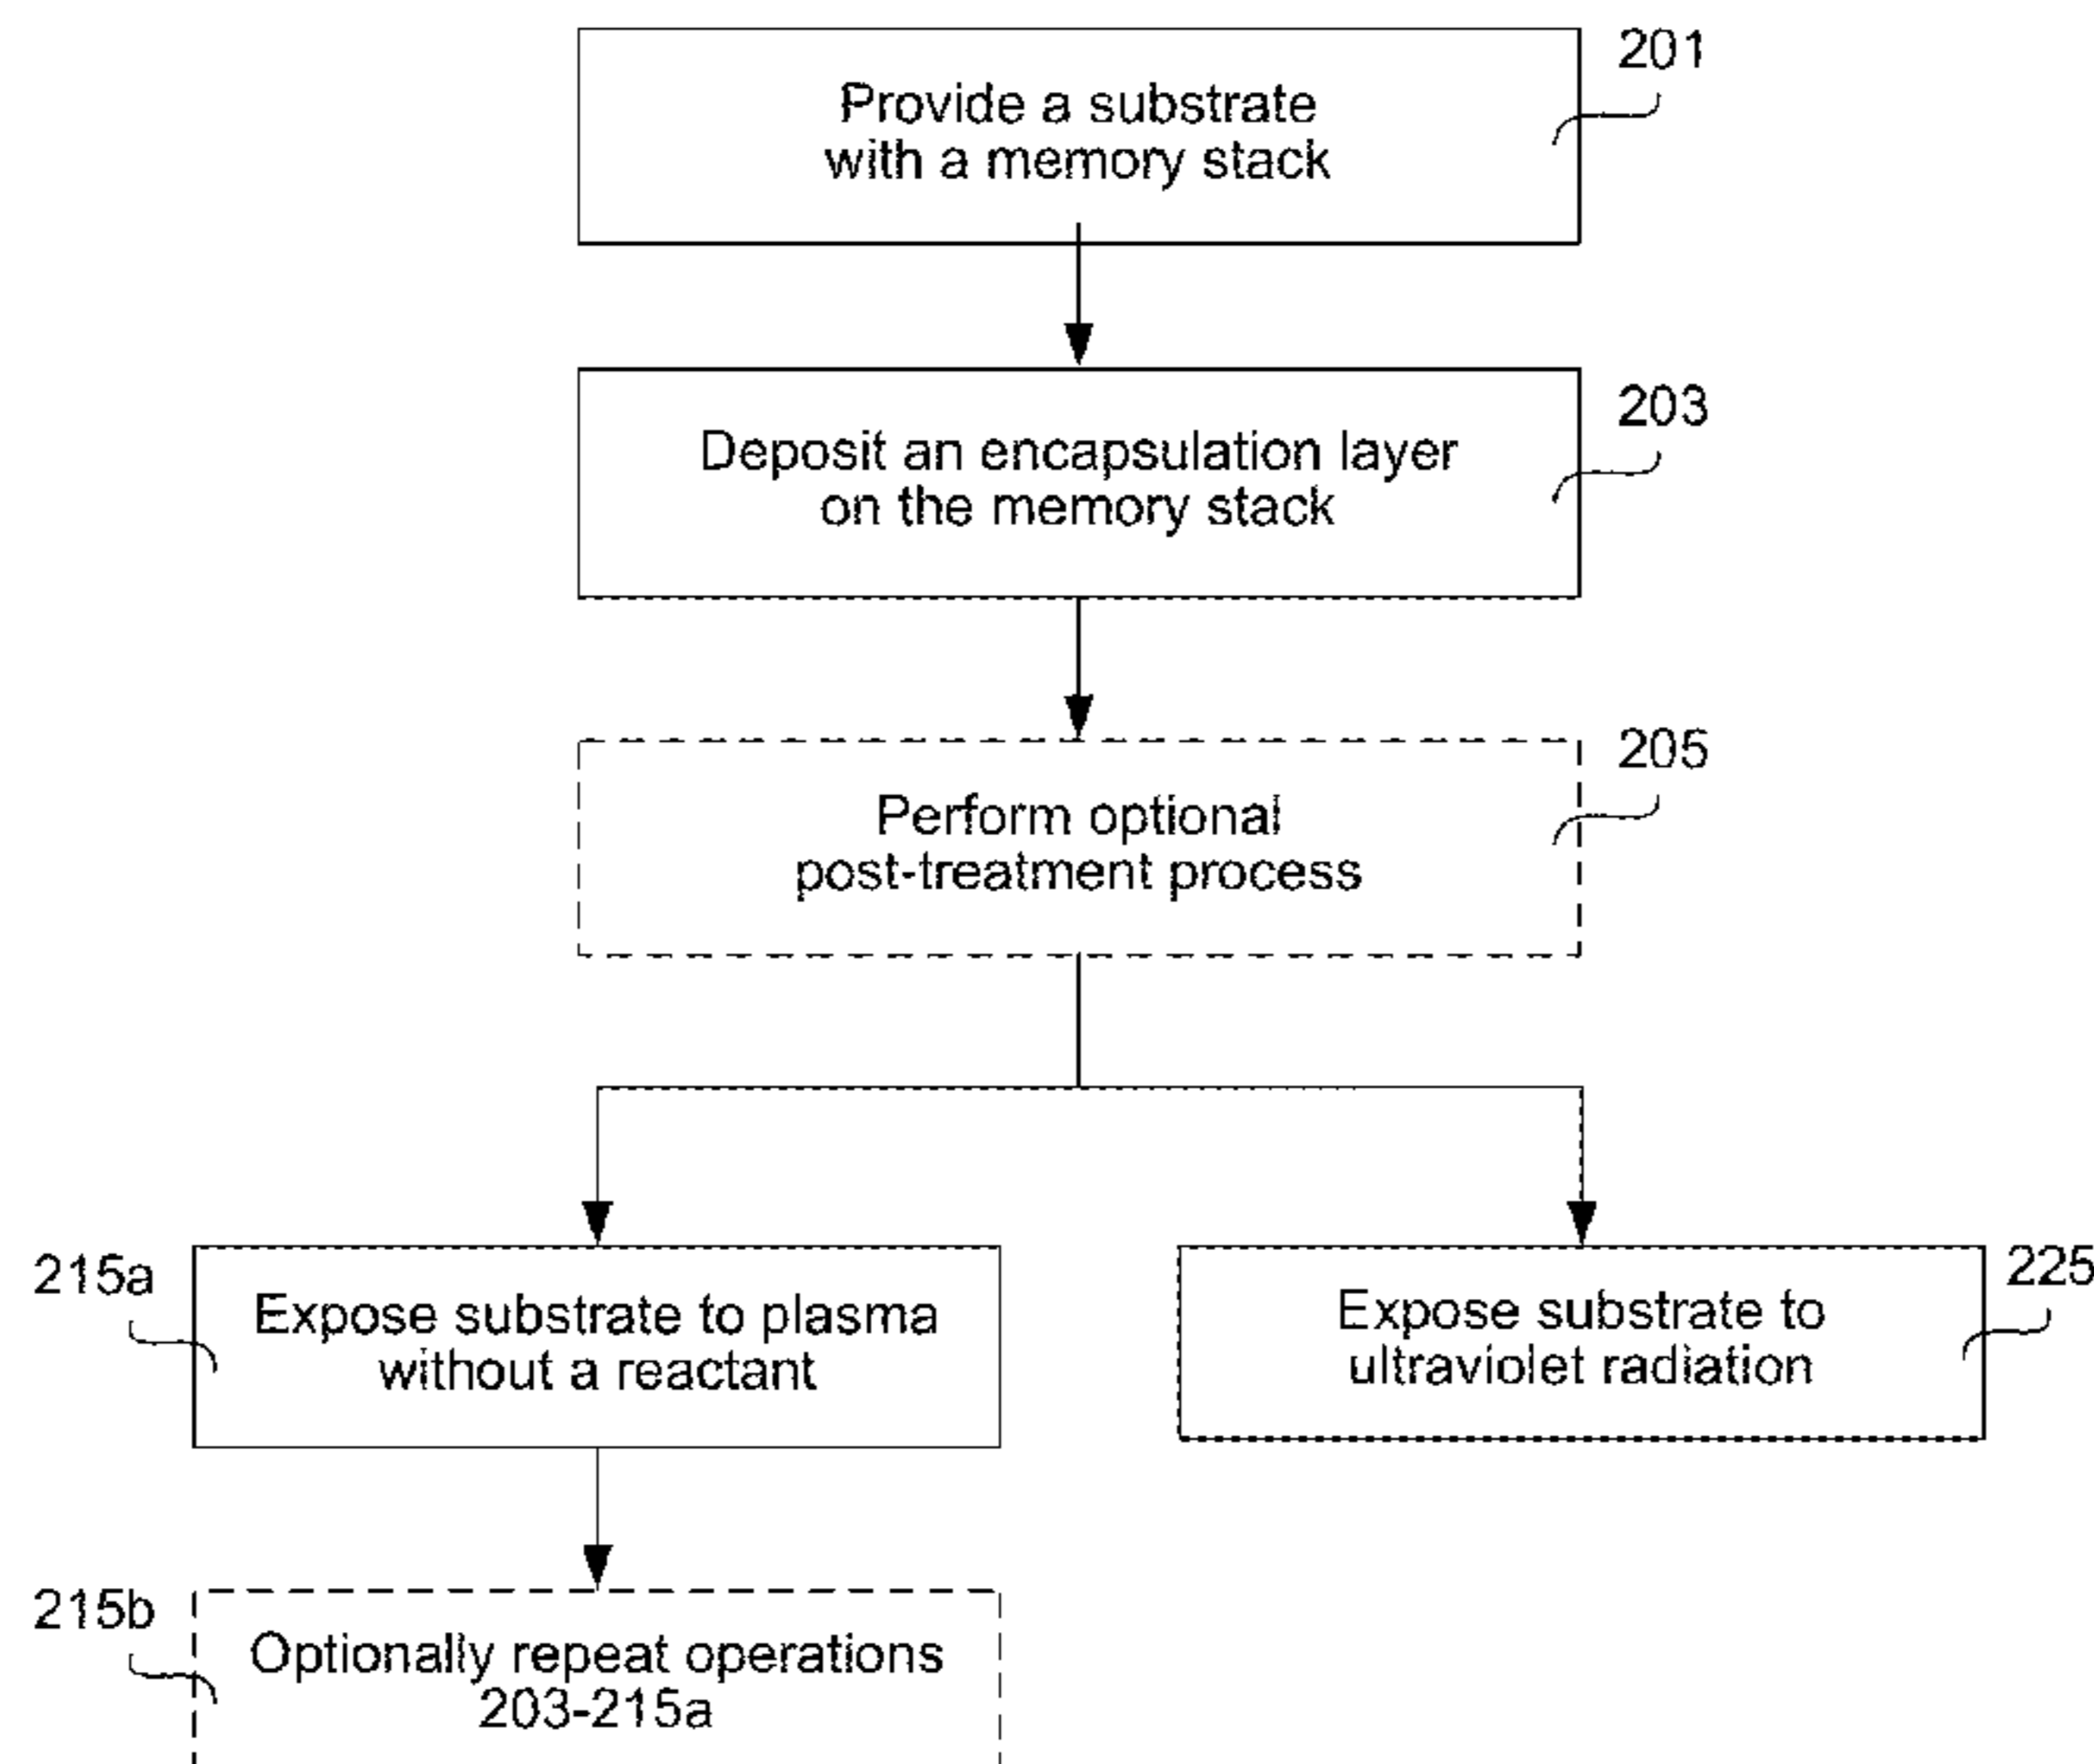 201
Provide a substrate
with a memory stack
203
Deposit an encapsulation layer
on the memory stack
205
Perform optional
post-treatment process
215a
Expose substrate to plasma
without a reactant
225
Expose substrate to
ultraviolet radiation
215b
Optionally repeat operations
203-215a